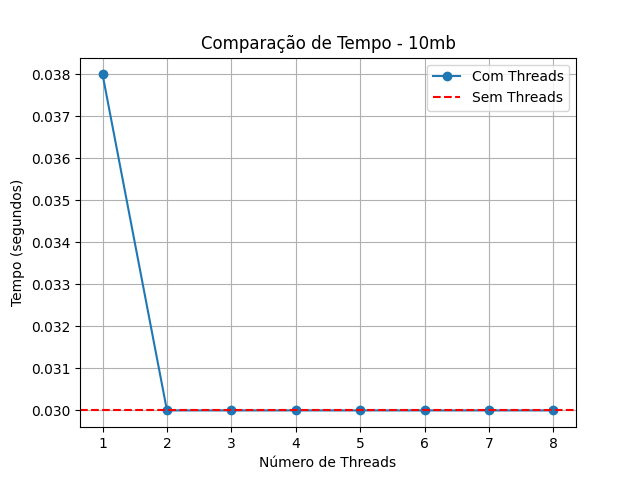 Comparação de Tempo - 10mb
Com Threads
Sem Threads
Tempo (segundos)
0.038
0.037
0.036
0.035
0.034
0.033
0.032
0.031
0.030
1 2 3 4 5 6 7 8
Número de Threads